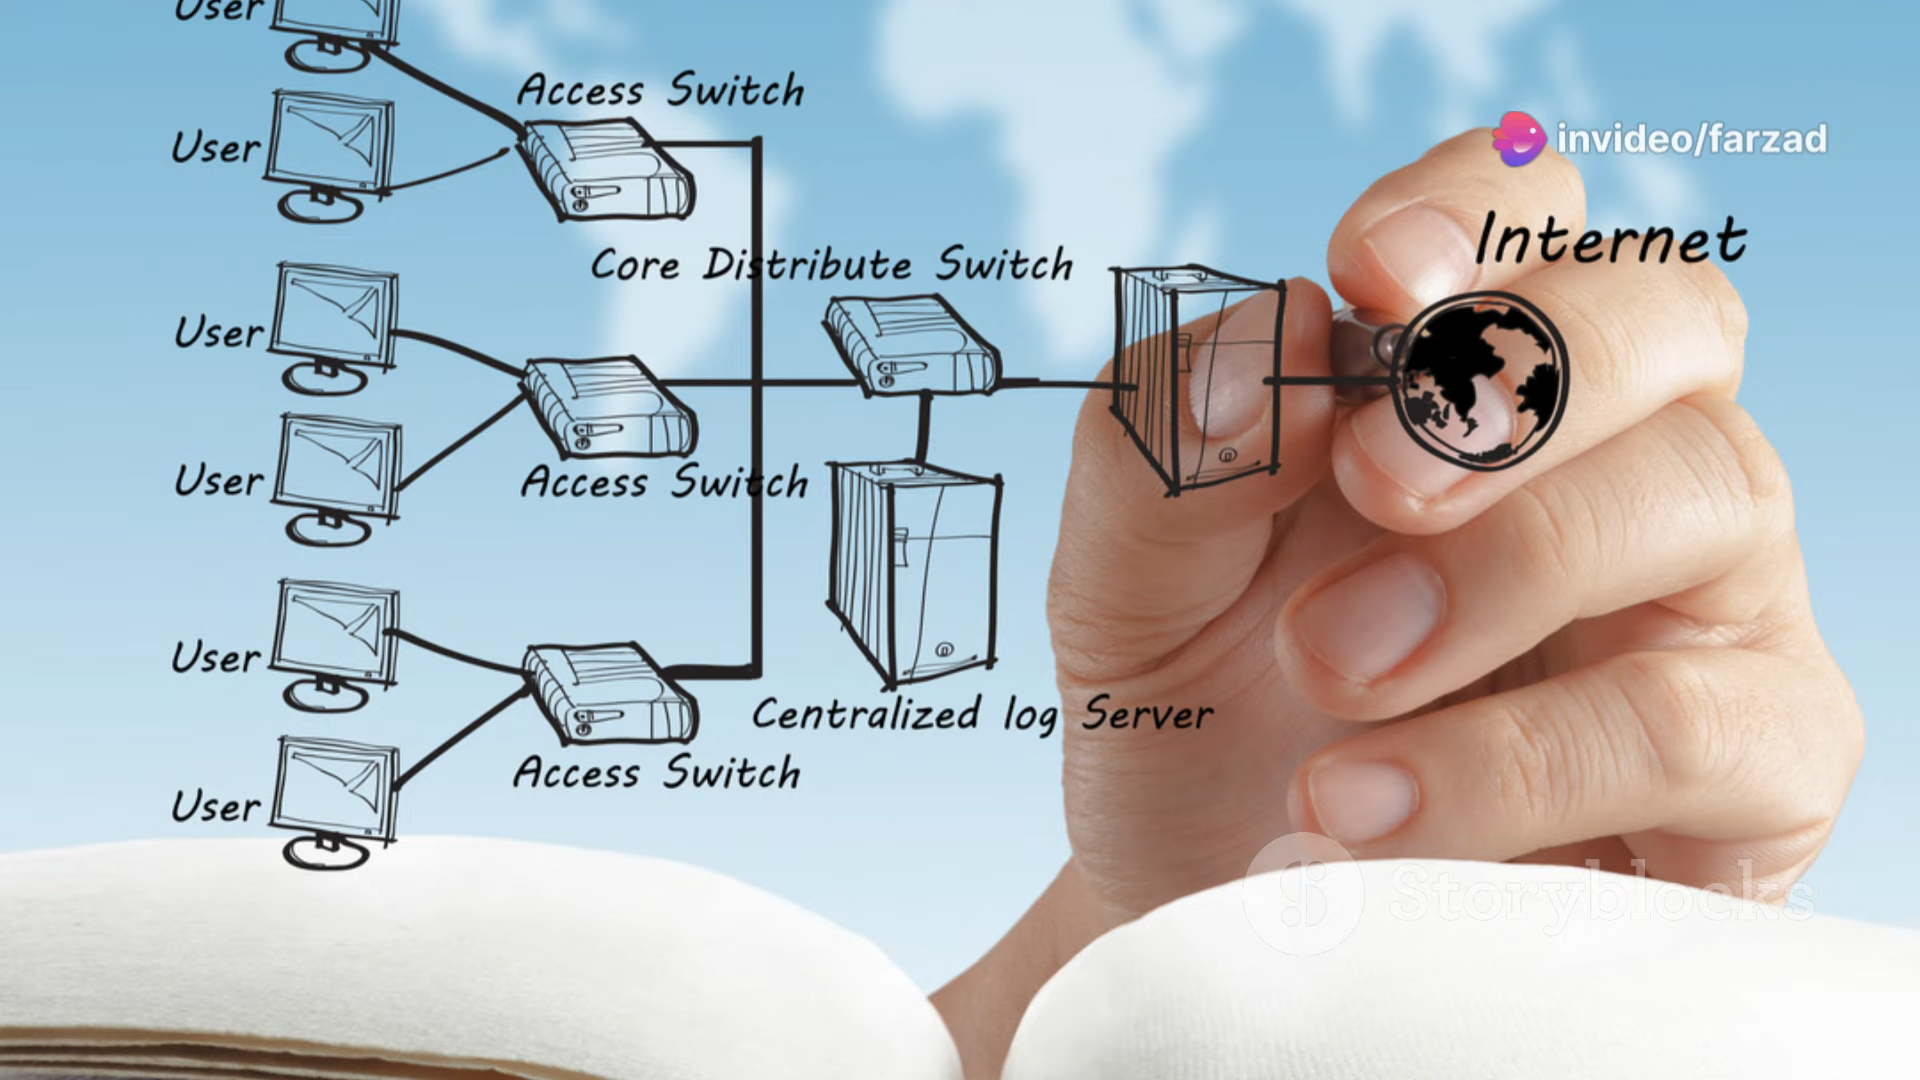 User
Access Switch
invideo/farzad
User
Internet
Core Distribute Switch
User
User
Access Switch
User
Centralized log Server
Access Switch
User
Storyblocks